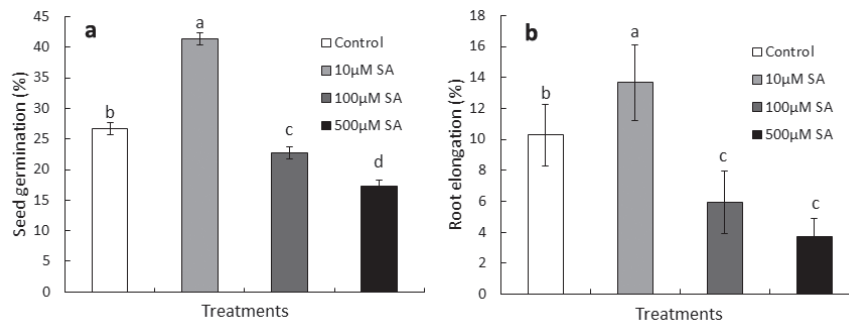 a
Seed germination (%)
45
40
35
30
25
20
15
10
5
0
b
a
c
d
Control
10µM SA
100µM SA
500µM SA
Treatments
b
Root elongation (%)
18
16
14
12
10
8
6
4
2
0
b
a
c
c
Control
10µM SA
100µM SA
500µM SA
Treatments